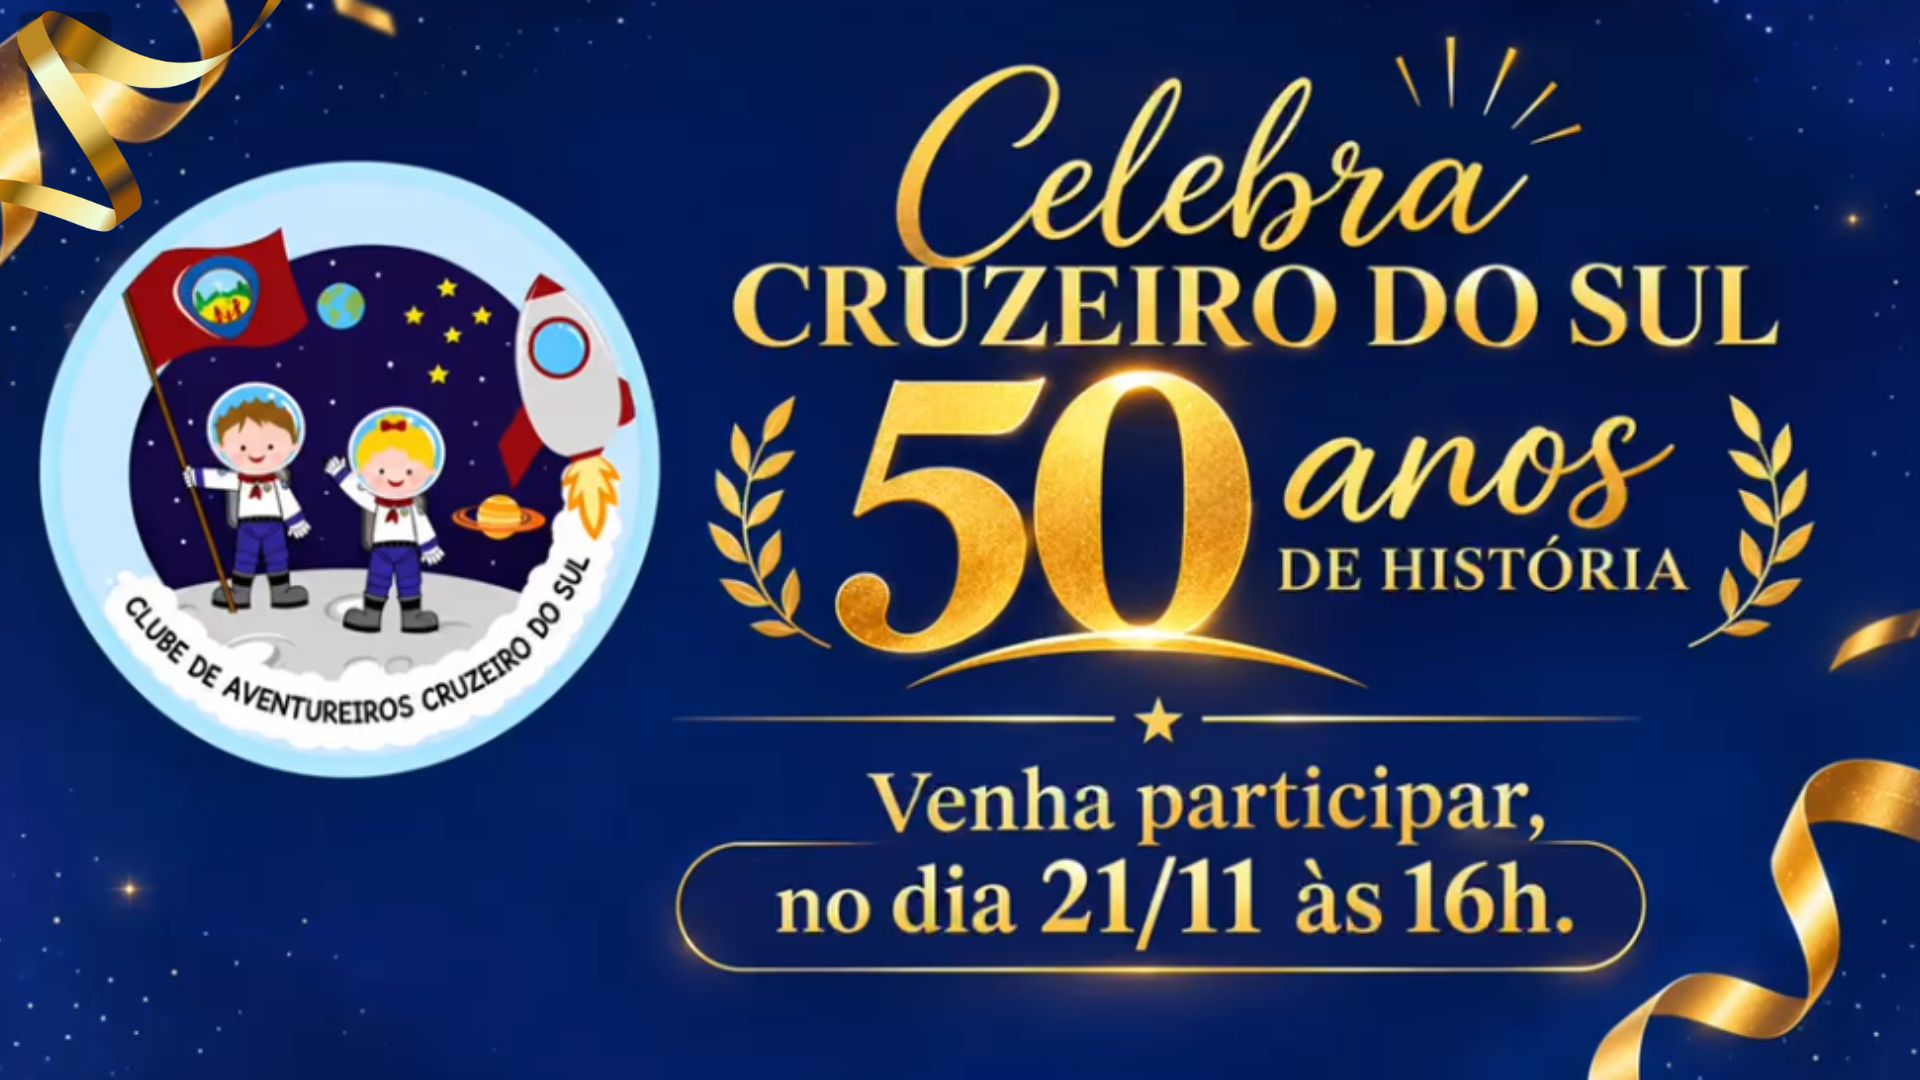 CLUBE DE AVENTUREIROS CRUZEIRO DO SUL
Celebra
CRUZEIRO DO SUL
50 anos
DE HISTÓRIA
Venha participar,
no dia 21/11 às 16h.